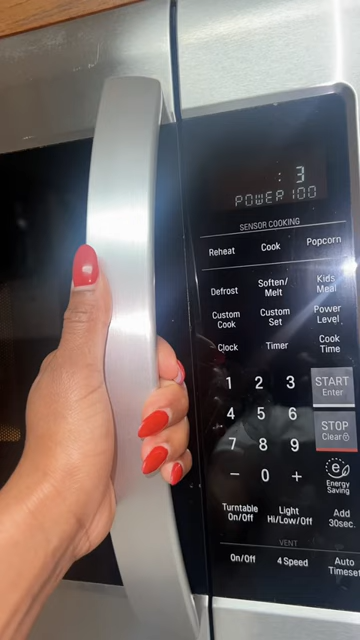 : 3
POWER100
SENSOR COOKING
Reheat Cook Popcorn
Defrost Soften/Melt Kids Meal
Custom Cook Custom Set Power Level
Clock Timer Cook Time
1 2 3 START Enter
4 5 6 STOP Clear
7 8 9
− 0 + e Energy Saving
Turntable On/Off Light Hi/Low/Off Add 30sec.
VENT
On/Off 4 Speed Auto Timeset